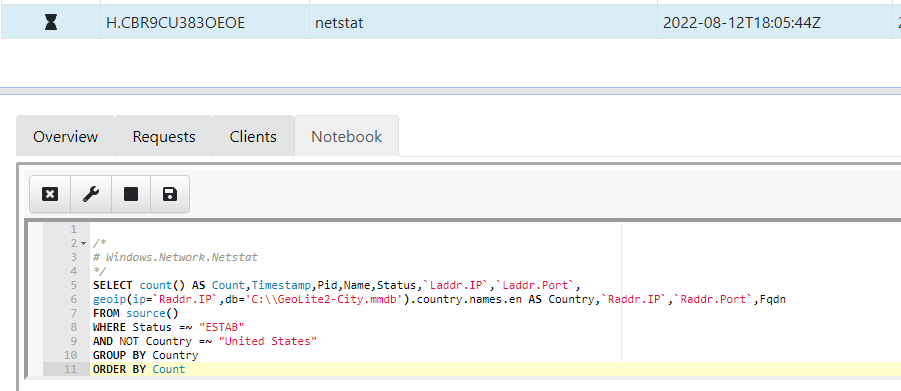 H.CBR9CU383OEOE netstat 2022-08-12T18:05:44Z
Overview Requests Clients Notebook
1
2 /*
3 # Windows.Network.Netstat
4 */
5 SELECT count() AS Count,Timestamp,Pid,Name,Status,`Laddr.IP`,`Laddr.Port`,
6 geoip(ip=`Raddr.IP`,db='C:\\GeoLite2-City.mmdb').country.names.en AS Country,`Raddr.IP`,`Raddr.Port`,Fqdn
7 FROM source()
8 WHERE Status =~ "ESTAB"
9 AND NOT Country =~ "United States"
10 GROUP BY Country
11 ORDER BY Count